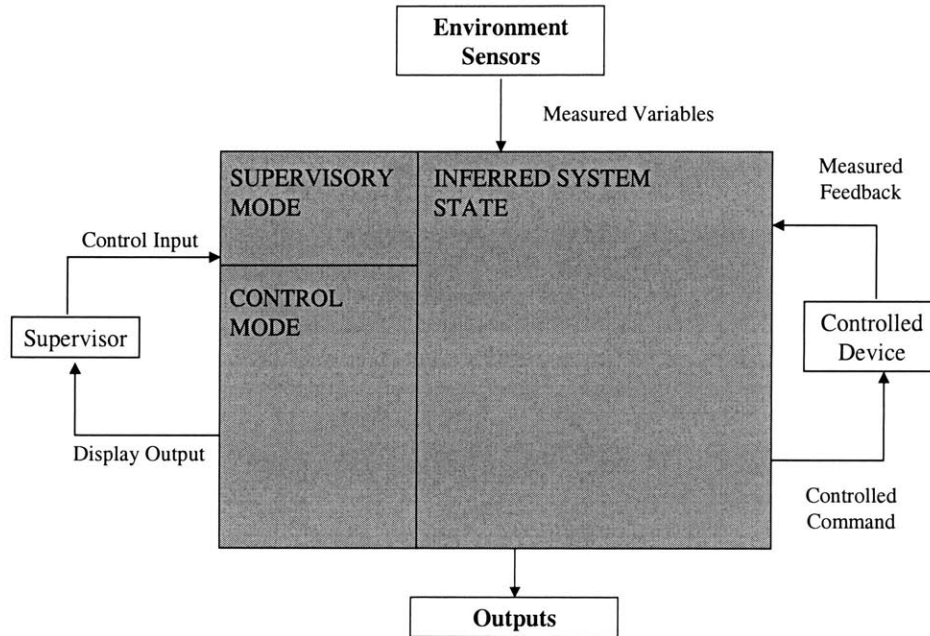 Environment
Sensors
Measured Variables
SUPERVISORY
MODE
INFERRED SYSTEM
STATE
Measured
Feedback
Control Input
CONTROL
MODE
Supervisor
Controlled
Device
Display Output
Controlled
Command
Outputs